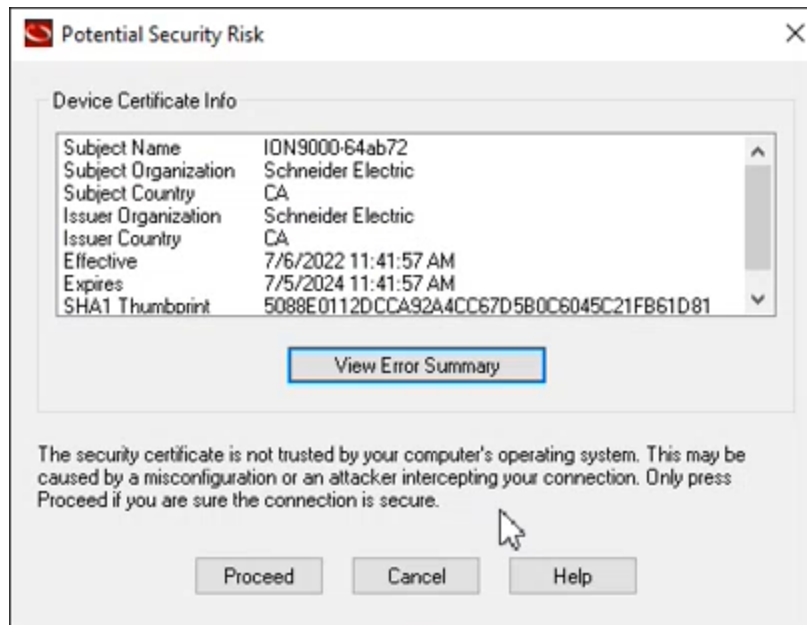 Potential Security Risk
Device Certificate Info
Subject Name ION9000-64ab72
Subject Organization Schneider Electric
Subject Country CA
Issuer Organization Schneider Electric
Issuer Country CA
Effective 7/6/2022 11:41:57 AM
Expires 7/5/2024 11:41:57 AM
SHA1 Thumbprint 5088E0112DCCA92A4CC67D5B0C6045C21FB61D81
View Error Summary
The security certificate is not trusted by your computer's operating system. This may be
caused by a misconfiguration or an attacker intercepting your connection. Only press
Proceed if you are sure the connection is secure.
Proceed Cancel Help